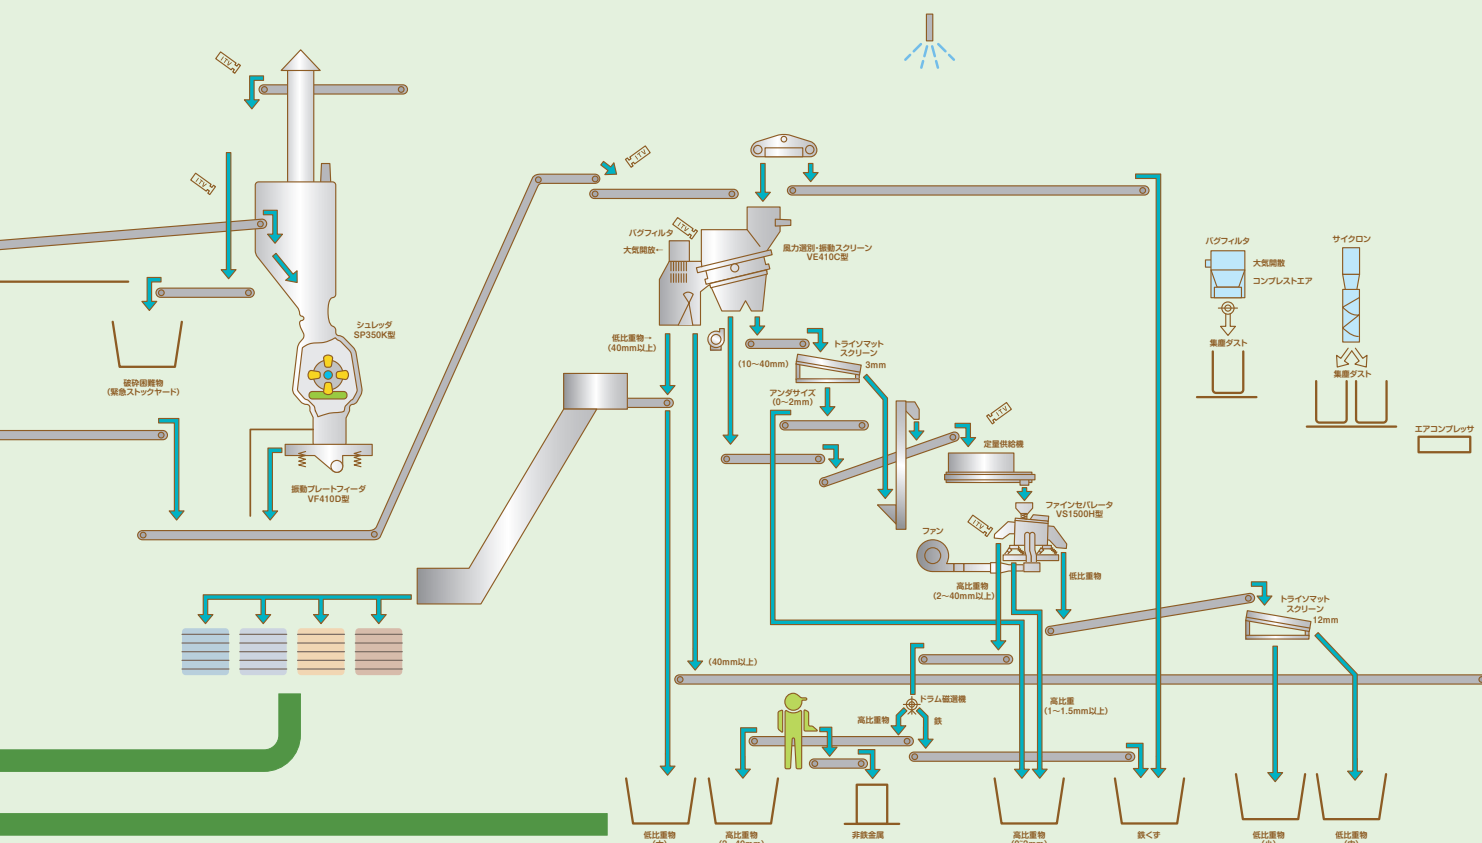 ITV
ITV
ITV
ITV
バグフィルタ
大気開放←
風力選別・振動スクリーン
VE410C型
バグフィルタ
大気開散
コンプレストエア
集塵ダスト
サイクロン
集塵ダスト
エアコンプレッサ
シュレッダ
SP350K型
破砕困難物
(緊急ストックヤード)
低比重物→
(40mm以上)
(10〜40mm)
トライソマット
スクリーン
3mm
アンダサイズ
(0〜2mm)
ITV
定量供給機
振動プレートフィーダ
VF410D型
ファインセパレータ
VS1500H型
ITV
ファン
高比重物
(2〜40mm以上)
低比重物
トライソマット
スクリーン
12mm
(40mm以上)
ドラム磁選機
高比重物
鉄
高比重
(1〜1.5mm以上)
低比重物
高比重物
非鉄金属
高比重物
鉄くず
低比重物
低比重物